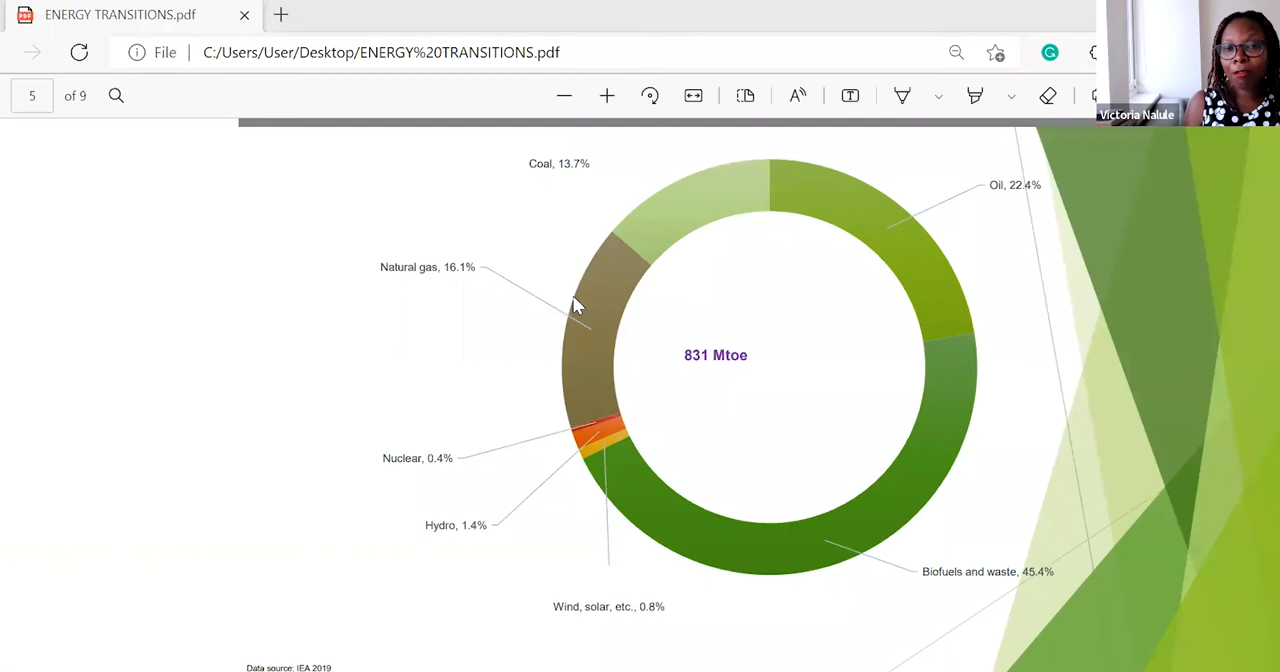 ENERGY TRANSITIONS.pdf
File
C:/Users/User/Desktop/ENERGY%20TRANSITIONS.pdf
5 of 9
Victoria Nalule
Coal, 13.7%
Oil, 22.4%
Natural gas, 16.1%
831 Mtoe
Nuclear, 0.4%
Hydro, 1.4%
Biofuels and waste, 45.4%
Wind, solar, etc., 0.8%
Data source: IEA 2019